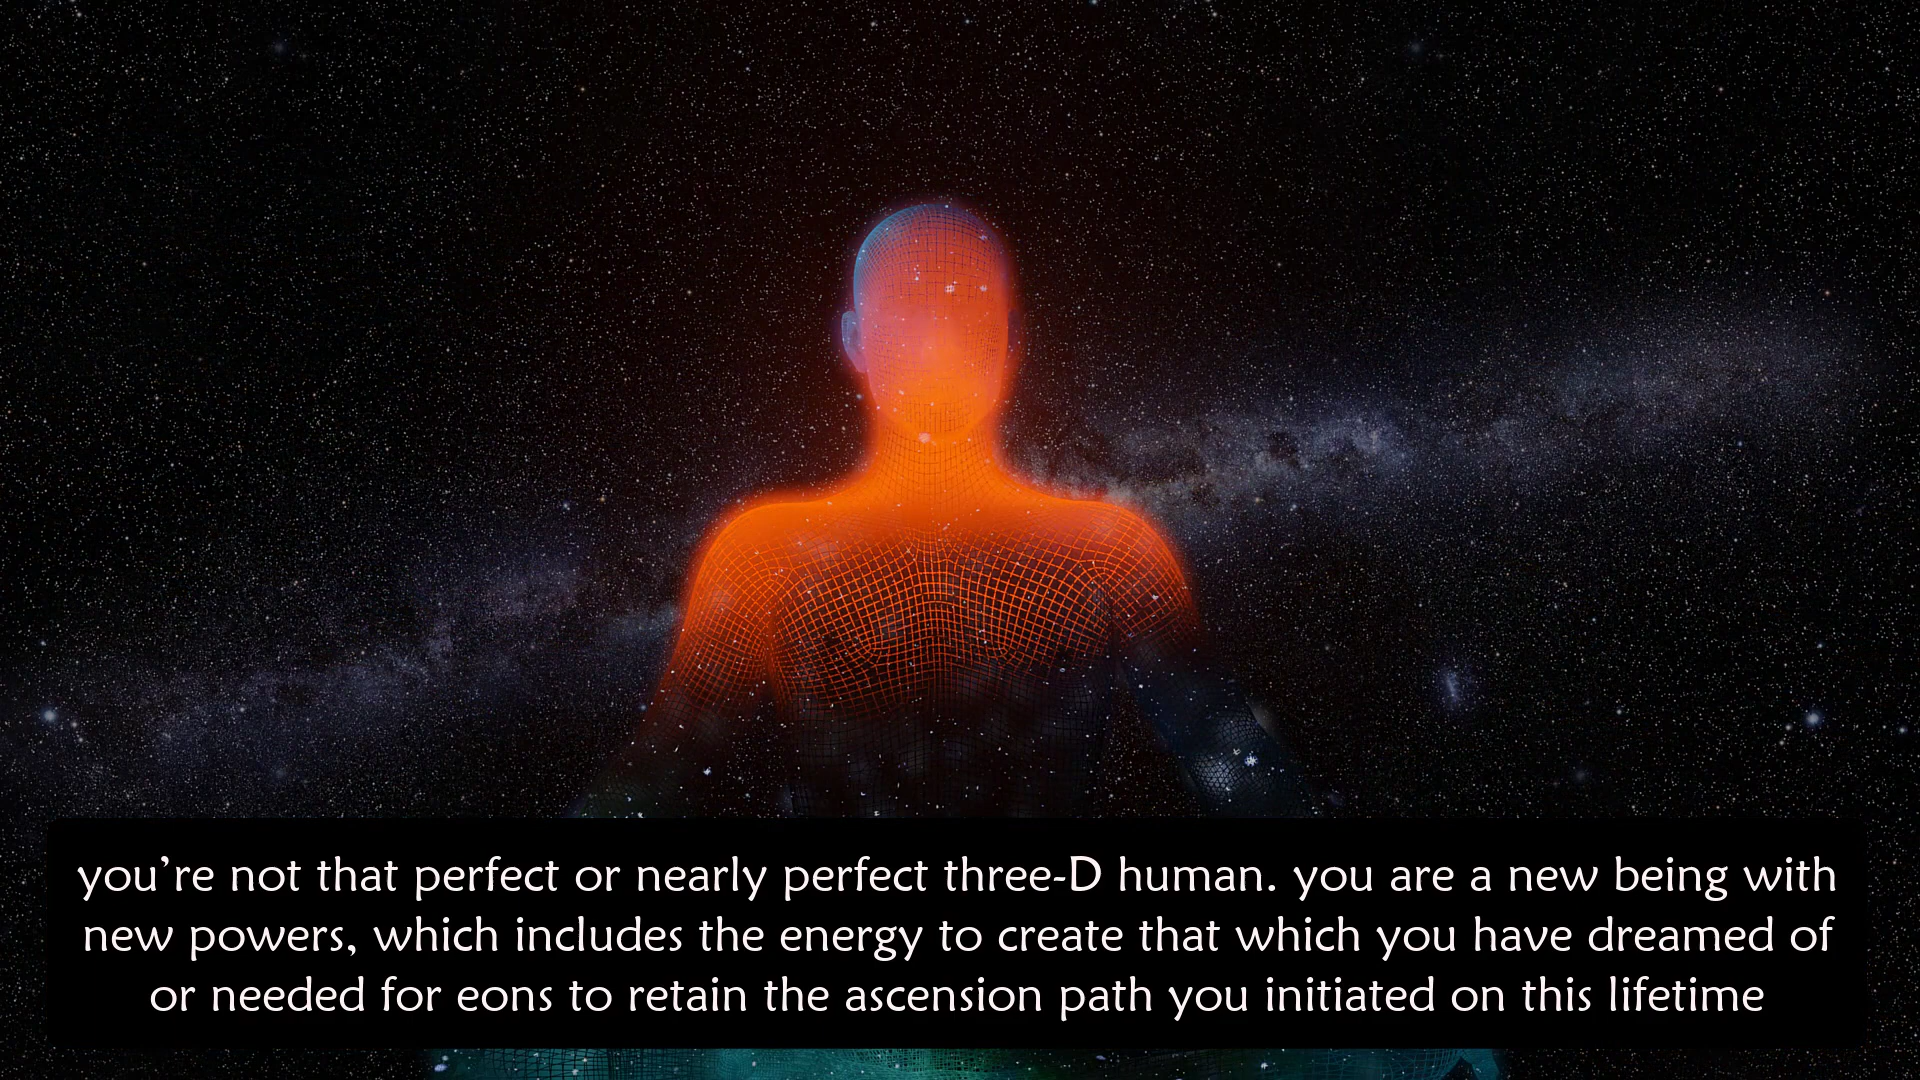 you're not that perfect or nearly perfect three-D human. you are a new being with
new powers, which includes the energy to create that which you have dreamed of
or needed for eons to retain the ascension path you initiated on this lifetime